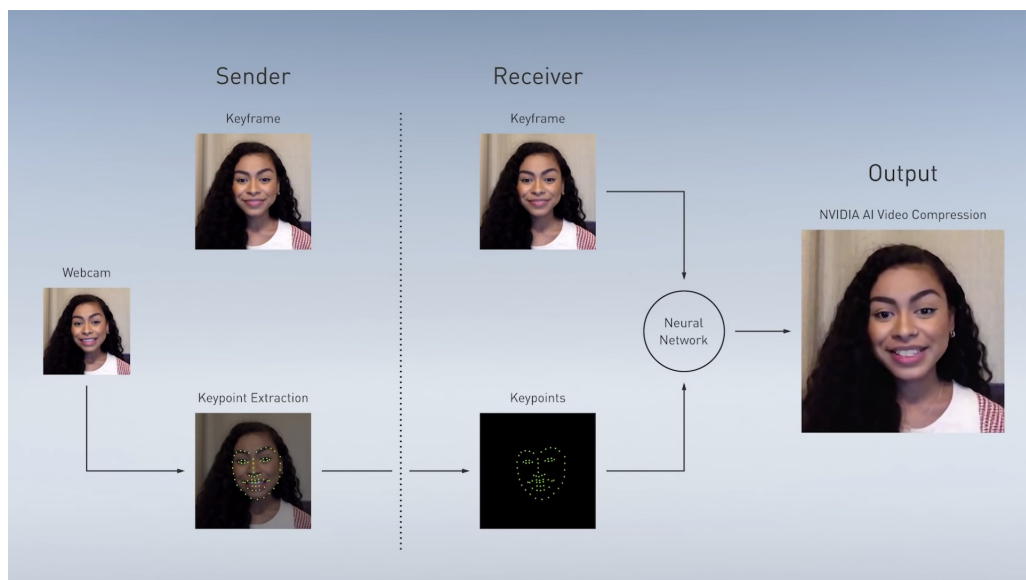 Sender
Receiver
Keyframe
Keyframe
Output
NVIDIA AI Video Compression
Webcam
Neural
Network
Keypoint Extraction
Keypoints